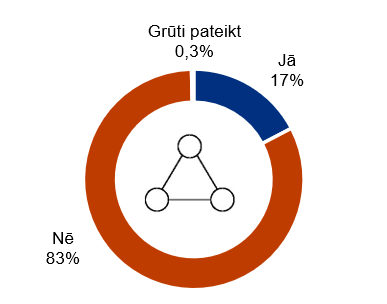 Grūti pateikt
0,3%
Jā
17%
Nē
83%